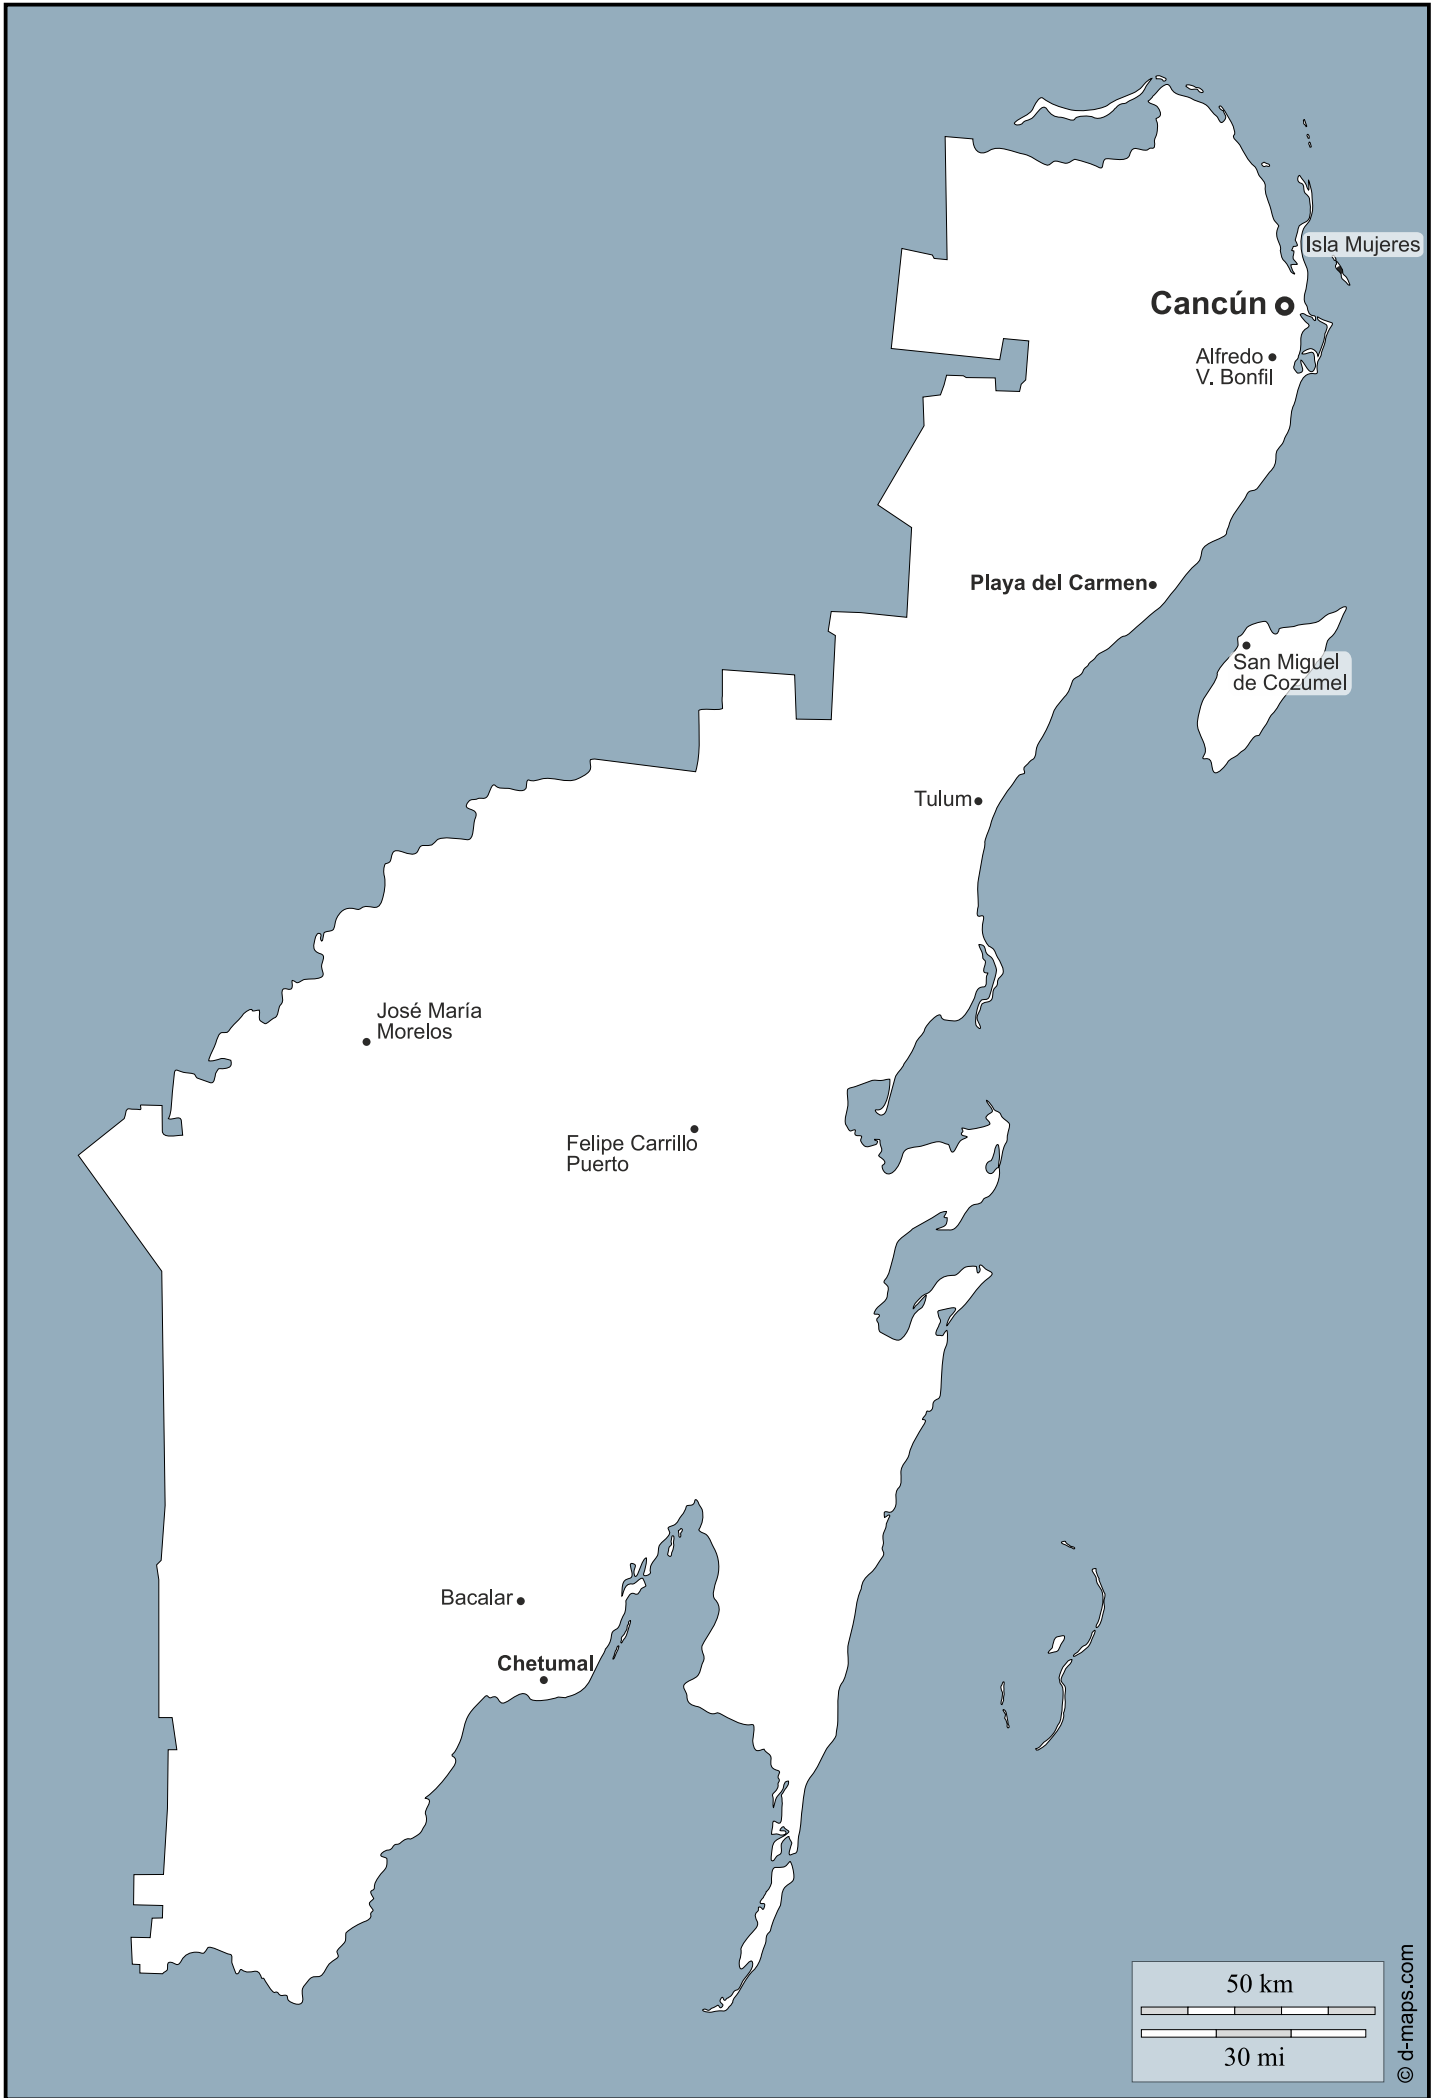 Isla Mujeres
Cancún
Alfredo
V. Bonfil
Playa del Carmen
San Miguel
de Cozumel
Tulum
José María
Morelos
Felipe Carrillo
Puerto
Bacalar
Chetumal
50 km
30 mi
© d-maps.com